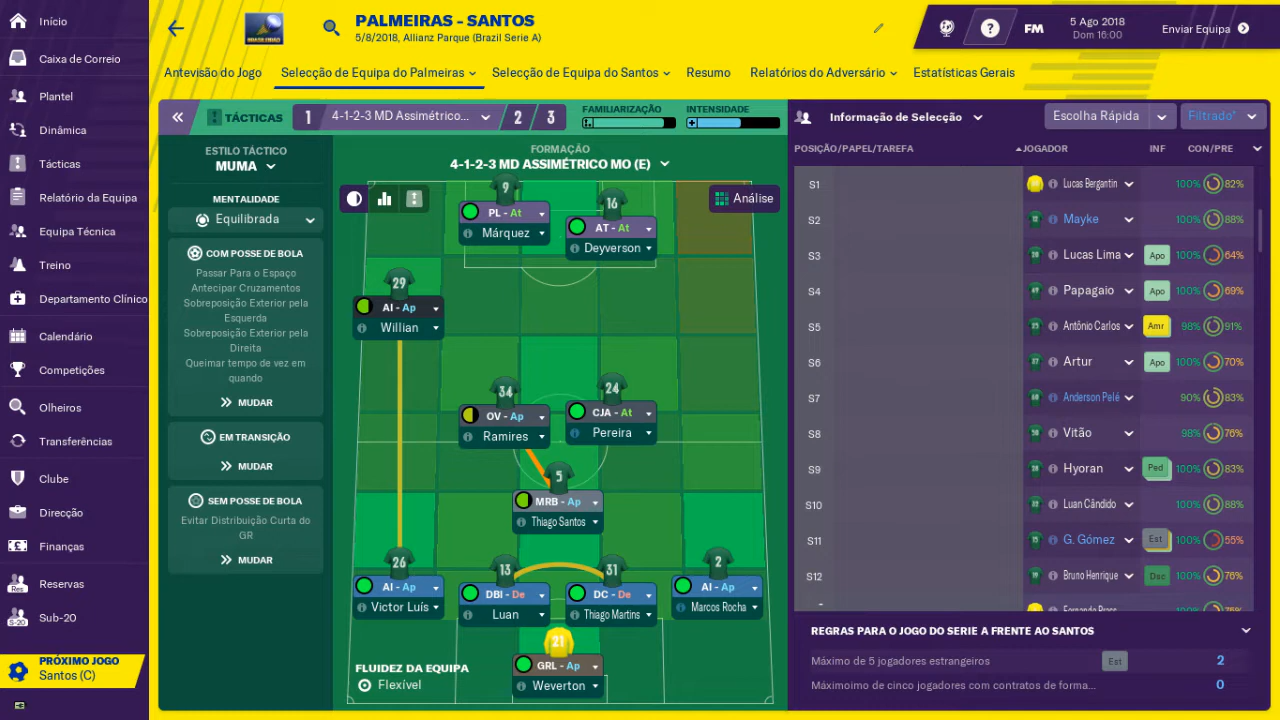 Início
Caixa de Correio
Plantel
Dinâmica
Tácticas
Relatório da Equipa
Equipa Técnica
Treino
Departamento Clínico
Calendário
Competições
Olheiros
Transferências
Clube
Direcção
Finanças
Reservas
Res
Sub-20
S-20
PRÓXIMO JOGO
Santos (C)
PALMEIRAS - SANTOS
5/8/2018, Allianz Parque (Brazil Serie A)
? FM
5 Ago 2018
Dom 16:00
Enviar Equipa
Antevisão do Jogo
Selecção de Equipa do Palmeiras
Selecção de Equipa do Santos
Resumo
Relatórios do Adversário
Estatísticas Gerais
TÁCTICAS
1 4-1-2-3 MD Assimétrico... 2 3
FAMILIARIZAÇÃO
INTENSIDADE
ESTILO TÁCTICO
MUMA
MENTALIDADE
Equilibrada
COM POSSE DE BOLA
Passar Para o Espaço
Antecipar Cruzamentos
Sobreposição Exterior pela
Esquerda
Sobreposição Exterior pela
Direita
Queimar tempo de vez em
quando
MUDAR
EM TRANSIÇÃO
MUDAR
SEM POSSE DE BOLA
Evitar Distribuição Curta do
GR
MUDAR
FORMAÇÃO
4-1-2-3 MD ASSIMÉTRICO MO (E)
Análise
9
PL - At
Márquez
16
AT - At
Deyverson
29
AI - Ap
Willian
34
OV - Ap
Ramires
24
CJA - At
Pereira
5
MRB - Ap
Thiago Santos
26
AI - Ap
Victor Luís
13
DBI - De
Luan
31
DC - De
Thiago Martins
2
AI - Ap
Marcos Rocha
21
GRL - Ap
Weverton
FLUIDEZ DA EQUIPA
Flexível
Informação de Selecção
Escolha Rápida
Filtrado*
POSIÇÃO/PAPEL/TAREFA JOGADOR INF CON/PRE
S1 Lucas Bergantin 100% 82%
S2 Mayke 100% 88%
S3 Lucas Lima Apo 100% 64%
S4 Papagaio Apo 100% 69%
S5 Antônio Carlos Amr 98% 91%
S6 Artur Apo 100% 70%
S7 Anderson Pelé 90% 83%
S8 Vitão 98% 76%
S9 Hyoran Ped 100% 83%
S10 Luan Cândido 100% 88%
S11 G. Gómez Est 100% 55%
S12 Bruno Henrique Duc 100% 76%
REGRAS PARA O JOGO DO SERIE A FRENTE AO SANTOS
Máximo de 5 jogadores estrangeiros Est 2
Máximoimo de cinco jogadores com contratos de forma... 0